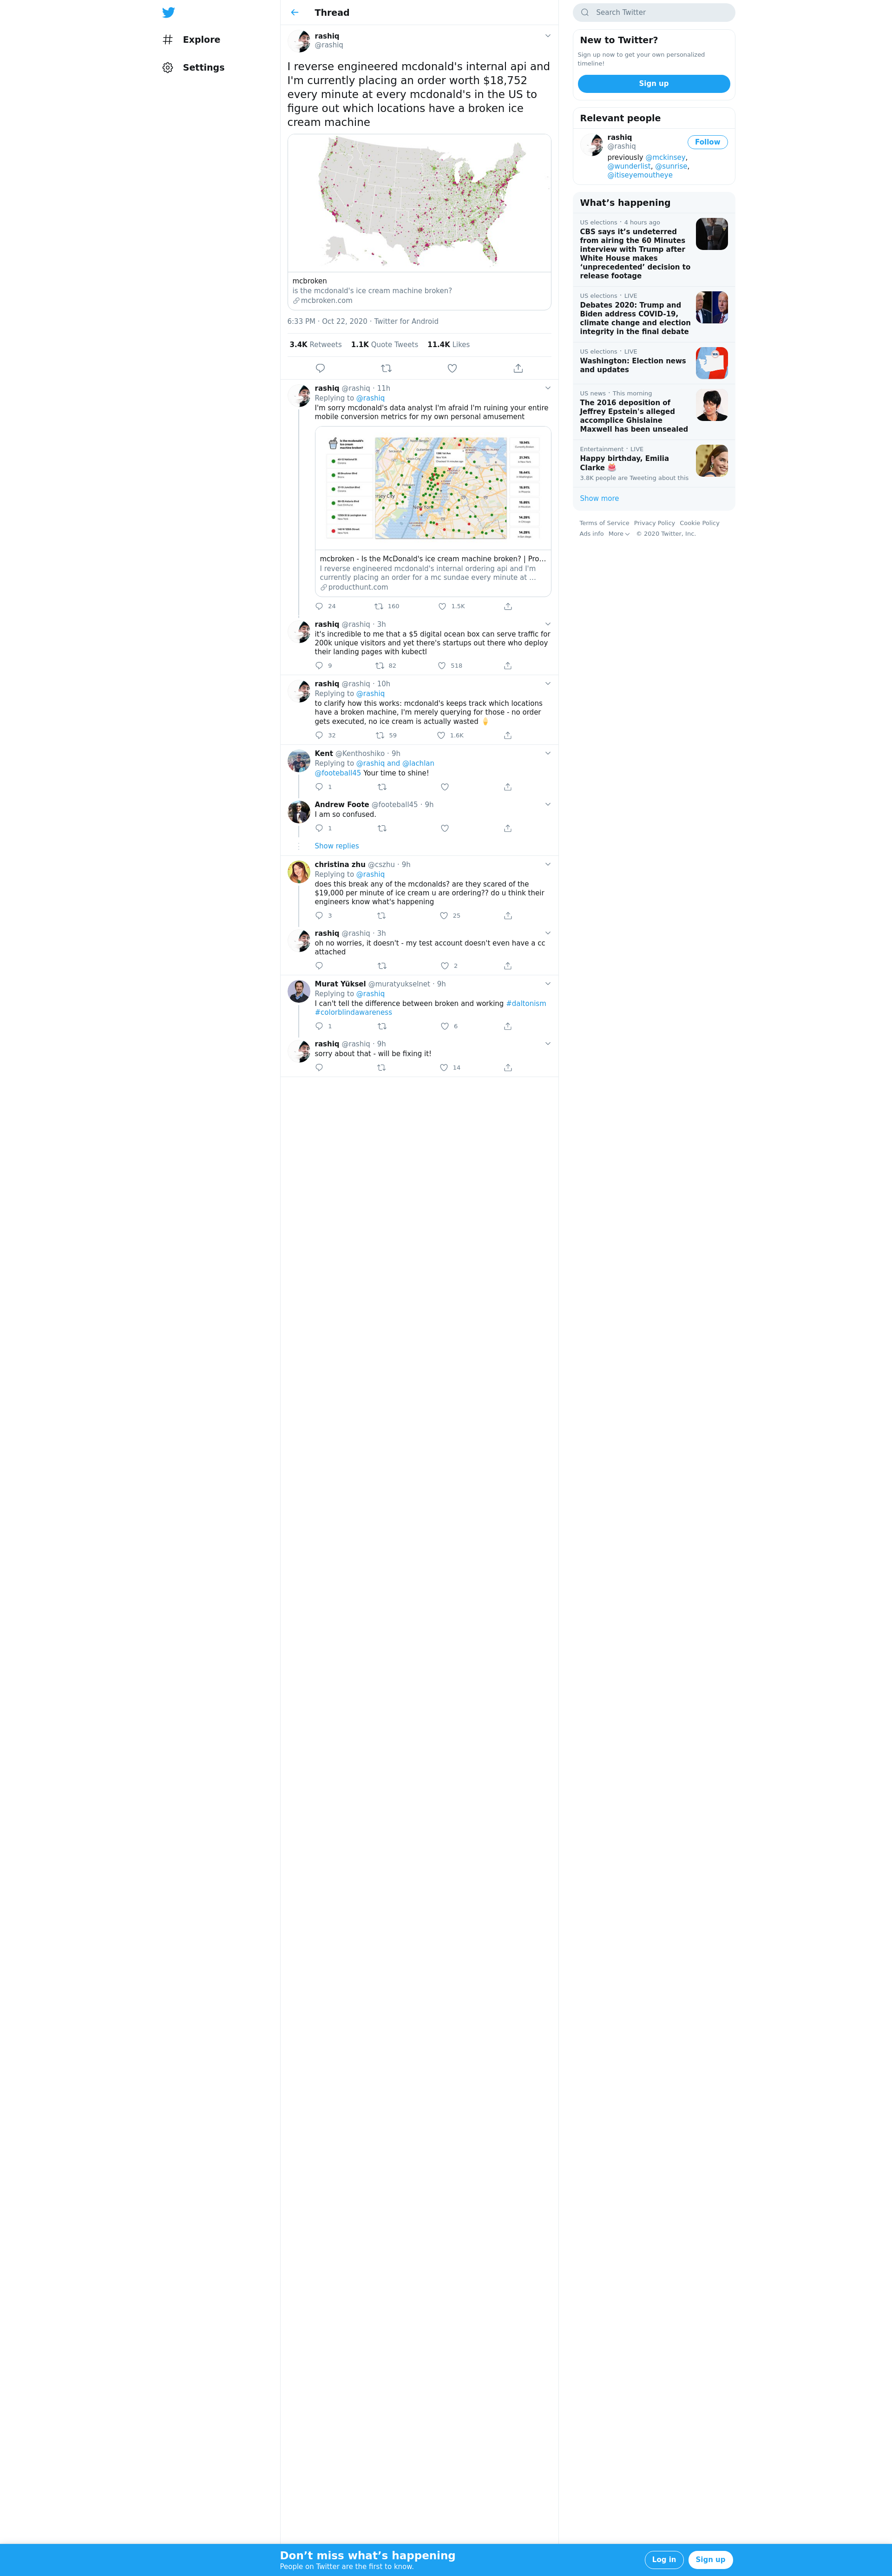 Explore
Settings
Thread
rashiq
@rashiq
I reverse engineered mcdonald's internal api and
I'm currently placing an order worth $18,752
every minute at every mcdonald's in the US to
figure out which locations have a broken ice
cream machine
mcbroken
is the mcdonald's ice cream machine broken?
mcbroken.com
6:33 PM · Oct 22, 2020 · Twitter for Android
3.4K Retweets 1.1K Quote Tweets 11.4K Likes
rashiq @rashiq · 11h
Replying to @rashiq
I'm sorry mcdonald's data analyst I'm afraid I'm ruining your entire
mobile conversion metrics for my own personal amusement
mcbroken - Is the McDonald's ice cream machine broken? | Pro...
I reverse engineered mcdonald's internal ordering api and I'm
currently placing an order for a mc sundae every minute at ...
producthunt.com
24 160 1.5K
rashiq @rashiq · 3h
it's incredible to me that a $5 digital ocean box can serve traffic for
200k unique visitors and yet there's startups out there who deploy
their landing pages with kubectl
9 82 518
rashiq @rashiq · 10h
Replying to @rashiq
to clarify how this works: mcdonald's keeps track which locations
have a broken machine, I'm merely querying for those - no order
gets executed, no ice cream is actually wasted 🍦
32 59 1.6K
Kent @Kenthoshiko · 9h
Replying to @rashiq and @lachlan
@footeball45 Your time to shine!
1
Andrew Foote @footeball45 · 9h
I am so confused.
1
Show replies
christina zhu @cszhu · 9h
Replying to @rashiq
does this break any of the mcdonalds? are they scared of the
$19,000 per minute of ice cream u are ordering?? do u think their
engineers know what's happening
3 25
rashiq @rashiq · 3h
oh no worries, it doesn't - my test account doesn't even have a cc
attached
2
Murat Yüksel @muratyukselnet · 9h
Replying to @rashiq
I can't tell the difference between broken and working #daltonism
#colorblindawareness
1 6
rashiq @rashiq · 9h
sorry about that - will be fixing it!
14
Search Twitter
New to Twitter?
Sign up now to get your own personalized
timeline!
Sign up
Relevant people
rashiq
@rashiq
Follow
previously @mckinsey,
@wunderlist, @sunrise,
@itiseyemoutheye
What's happening
US elections · 4 hours ago
CBS says it's undeterred
from airing the 60 Minutes
interview with Trump after
White House makes
'unprecedented' decision to
release footage
US elections · LIVE
Debates 2020: Trump and
Biden address COVID-19,
climate change and election
integrity in the final debate
US elections · LIVE
Washington: Election news
and updates
US news · This morning
The 2016 deposition of
Jeffrey Epstein's alleged
accomplice Ghislaine
Maxwell has been unsealed
Entertainment · LIVE
Happy birthday, Emilia
Clarke 🎂
3.8K people are Tweeting about this
Show more
Terms of Service Privacy Policy Cookie Policy
Ads info More © 2020 Twitter, Inc.
Don't miss what's happening
People on Twitter are the first to know.
Log in
Sign up